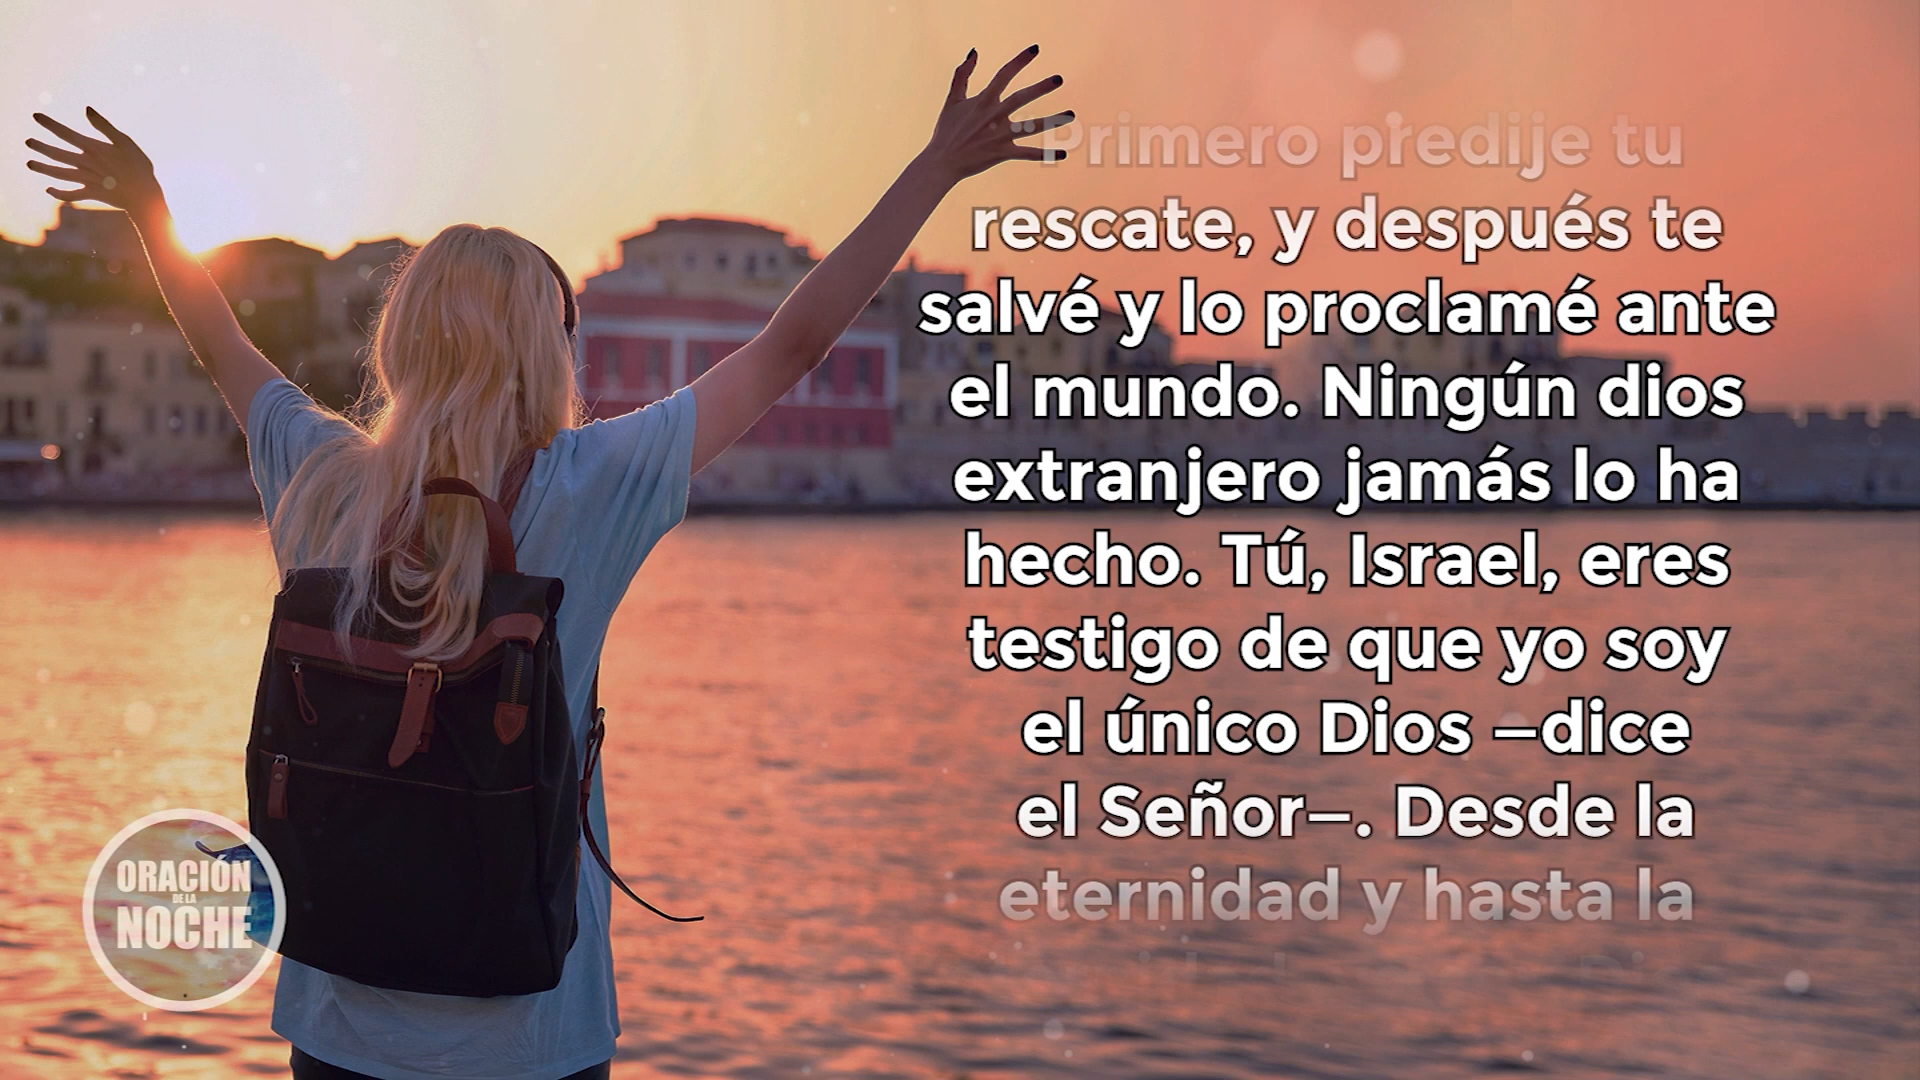 "Primero predije tu
rescate, y después te
salvé y lo proclamé ante
el mundo. Ningún dios
extranjero jamás lo ha
hecho. Tú, Israel, eres
testigo de que yo soy
el único Dios —dice
el Señor—. Desde la
eternidad y hasta la
ORACIÓN
DE LA
NOCHE